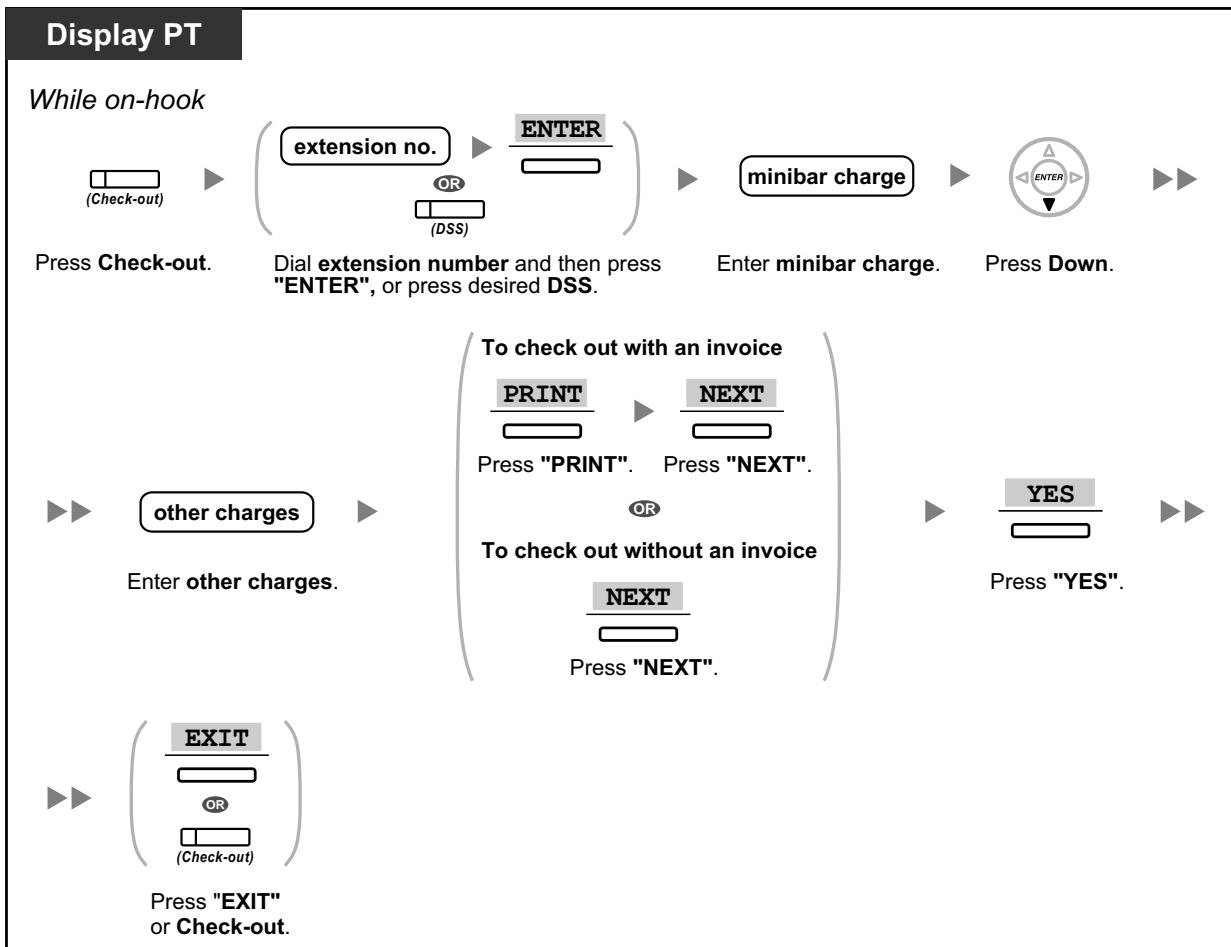 Display PT
While on-hook
(Check-out)
extension no.
ENTER
OR
(DSS)
minibar charge
ENTER
Press Check-out.
Dial extension number and then press
"ENTER", or press desired DSS.
Enter minibar charge.
Press Down.
other charges
Enter other charges.
To check out with an invoice
PRINT
NEXT
Press "PRINT".
Press "NEXT".
OR
To check out without an invoice
NEXT
Press "NEXT".
YES
Press "YES".
EXIT
OR
(Check-out)
Press "EXIT"
or Check-out.